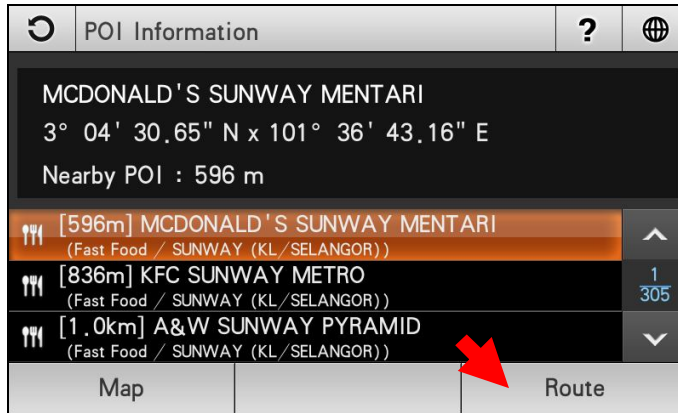 POI Information
?
MCDONALD'S SUNWAY MENTARI
3° 04' 30.65" N x 101° 36' 43.16" E
Nearby POI : 596 m
[596m] MCDONALD'S SUNWAY MENTARI
(Fast Food / SUNWAY (KL/SELANGOR))
[836m] KFC SUNWAY METRO
(Fast Food / SUNWAY (KL/SELANGOR))
1
305
[1.0km] A&W SUNWAY PYRAMID
(Fast Food / SUNWAY (KL/SELANGOR))
Map
Route